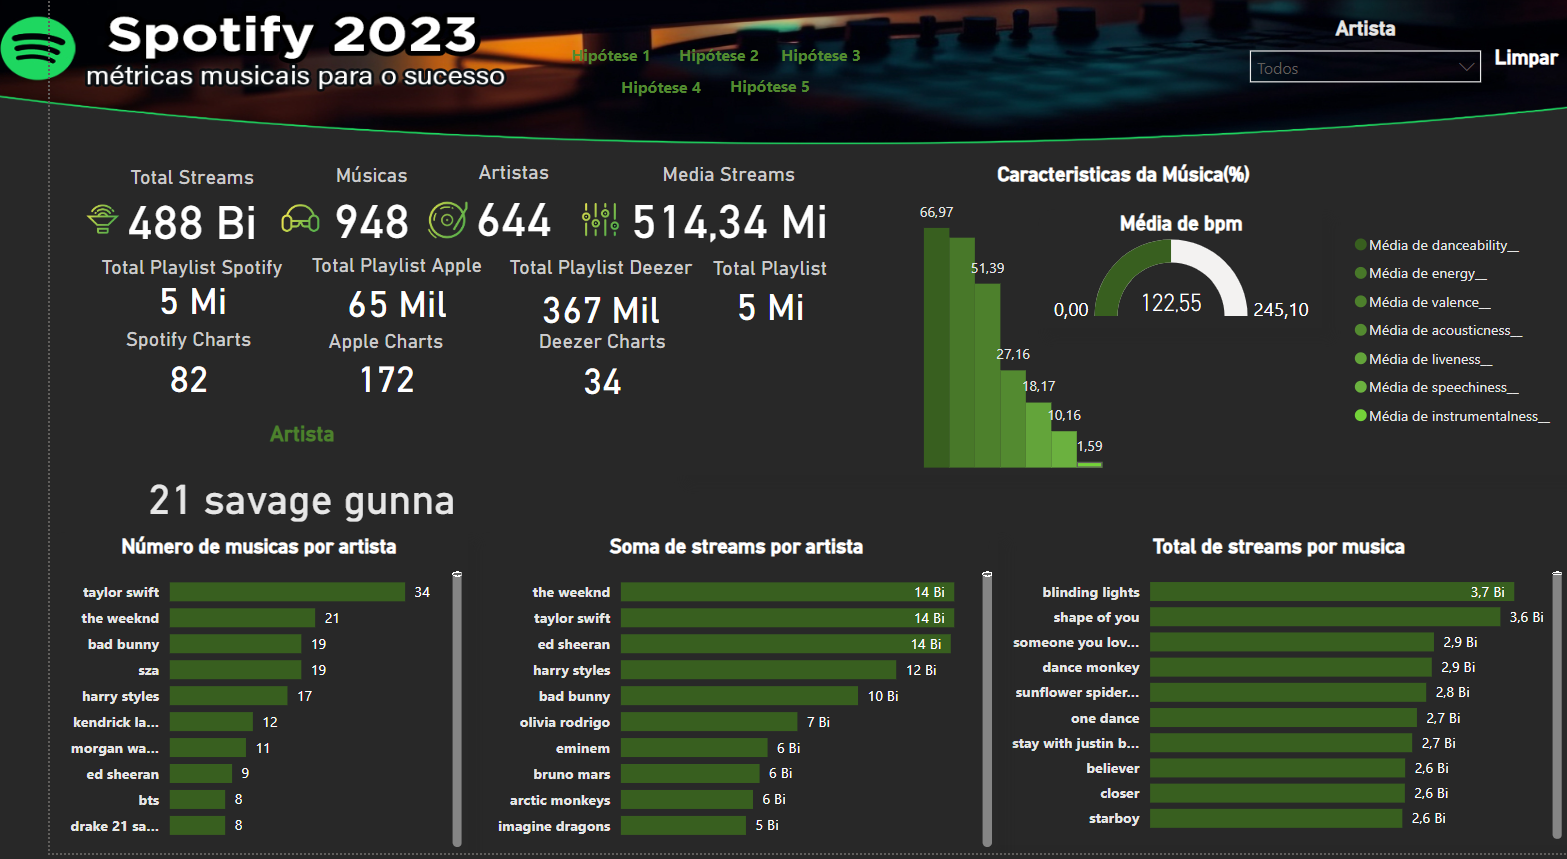 Spotify 2023
métricas musicais para o sucesso
Hipótese 1
Hipótese 2
Hipótese 3
Hipótese 4
Hipótese 5
Artista
Todos
Limpar
Total Streams
488 Bi
Músicas
948
Artistas
644
Media Streams
514,34 Mi
Total Playlist Spotify
5 Mi
Total Playlist Apple
65 Mil
Total Playlist Deezer
367 Mil
Total Playlist
5 Mi
Spotify Charts
82
Apple Charts
172
Deezer Charts
34
Caracteristicas da Música(%)
66,97
51,39
27,16
18,17
10,16
1,59
Média de bpm
0,00
122,55
245,10
Média de danceability__
Média de energy__
Média de valence__
Média de acousticness__
Média de liveness__
Média de speechiness__
Média de instrumentalness__
Artista
21 savage gunna
Número de musicas por artista
taylor swift 34
the weeknd 21
bad bunny 19
sza 19
harry styles 17
kendrick la... 12
morgan wa... 11
ed sheeran 9
bts 8
drake 21 sa... 8
Soma de streams por artista
the weeknd 14 Bi
taylor swift 14 Bi
ed sheeran 14 Bi
harry styles 12 Bi
bad bunny 10 Bi
olivia rodrigo 7 Bi
eminem 6 Bi
bruno mars 6 Bi
arctic monkeys 6 Bi
imagine dragons 5 Bi
Total de streams por musica
blinding lights 3,7 Bi
shape of you 3,6 Bi
someone you lov... 2,9 Bi
dance monkey 2,9 Bi
sunflower spider... 2,8 Bi
one dance 2,7 Bi
stay with justin b... 2,7 Bi
believer 2,6 Bi
closer 2,6 Bi
starboy 2,6 Bi